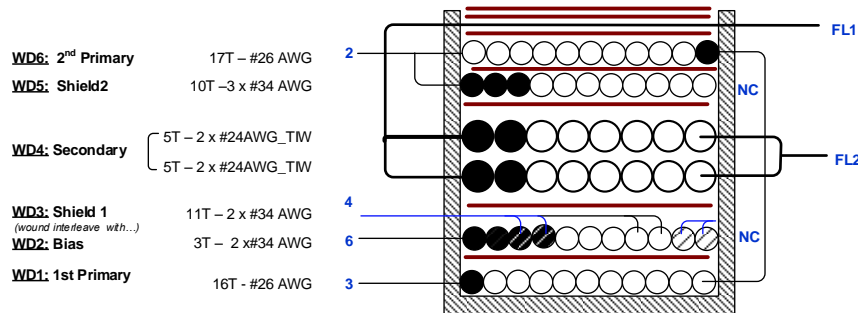 FL1
WD6: 2nd Primary 17T – #26 AWG 2
WD5: Shield2 10T –3 x #34 AWG NC
WD4: Secondary 5T – 2 x #24AWG_TIW
5T – 2 x #24AWG_TIW
FL2
WD3: Shield 1 11T – 2 x #34 AWG 4
(wound interleave with...)
WD2: Bias 3T – 2 x#34 AWG 6 NC
WD1: 1st Primary 16T - #26 AWG 3